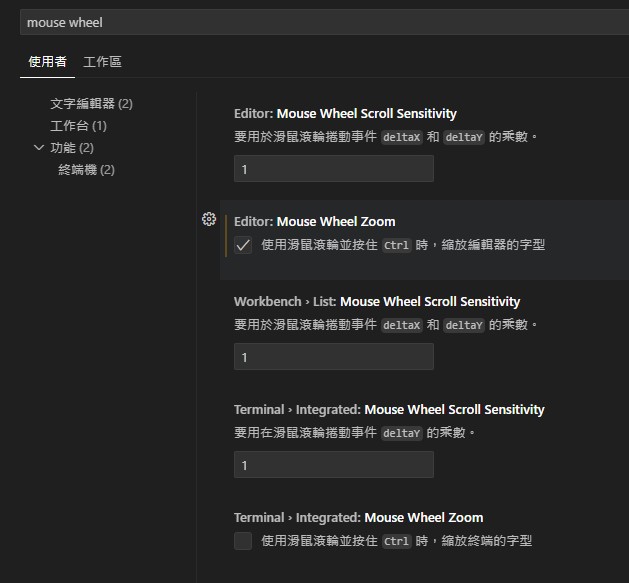 mouse wheel
使用者 工作區
文字編輯器 (2)
工作台 (1)
功能 (2)
終端機 (2)
Editor: Mouse Wheel Scroll Sensitivity
要用於滑鼠滾輪捲動事件 deltaX 和 deltaY 的乘數。
1
Editor: Mouse Wheel Zoom
使用滑鼠滾輪並按住 Ctrl 時，縮放編輯器的字型
Workbench › List: Mouse Wheel Scroll Sensitivity
要用於滑鼠滾輪捲動事件 deltaX 和 deltaY 的乘數。
1
Terminal › Integrated: Mouse Wheel Scroll Sensitivity
要用在滑鼠滾輪捲動事件 deltaY 的乘數。
1
Terminal › Integrated: Mouse Wheel Zoom
使用滑鼠滾輪並按住 Ctrl 時，縮放終端的字型